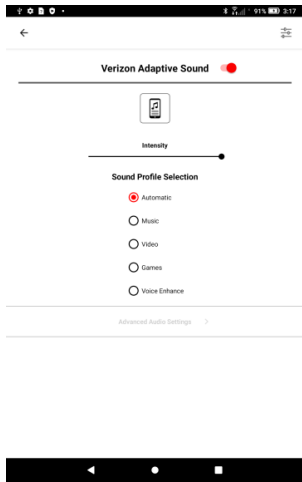 91% 3:17
Verizon Adaptive Sound
Intensity
Sound Profile Selection
Automatic
Music
Video
Games
Voice Enhance
Advanced Audio Settings